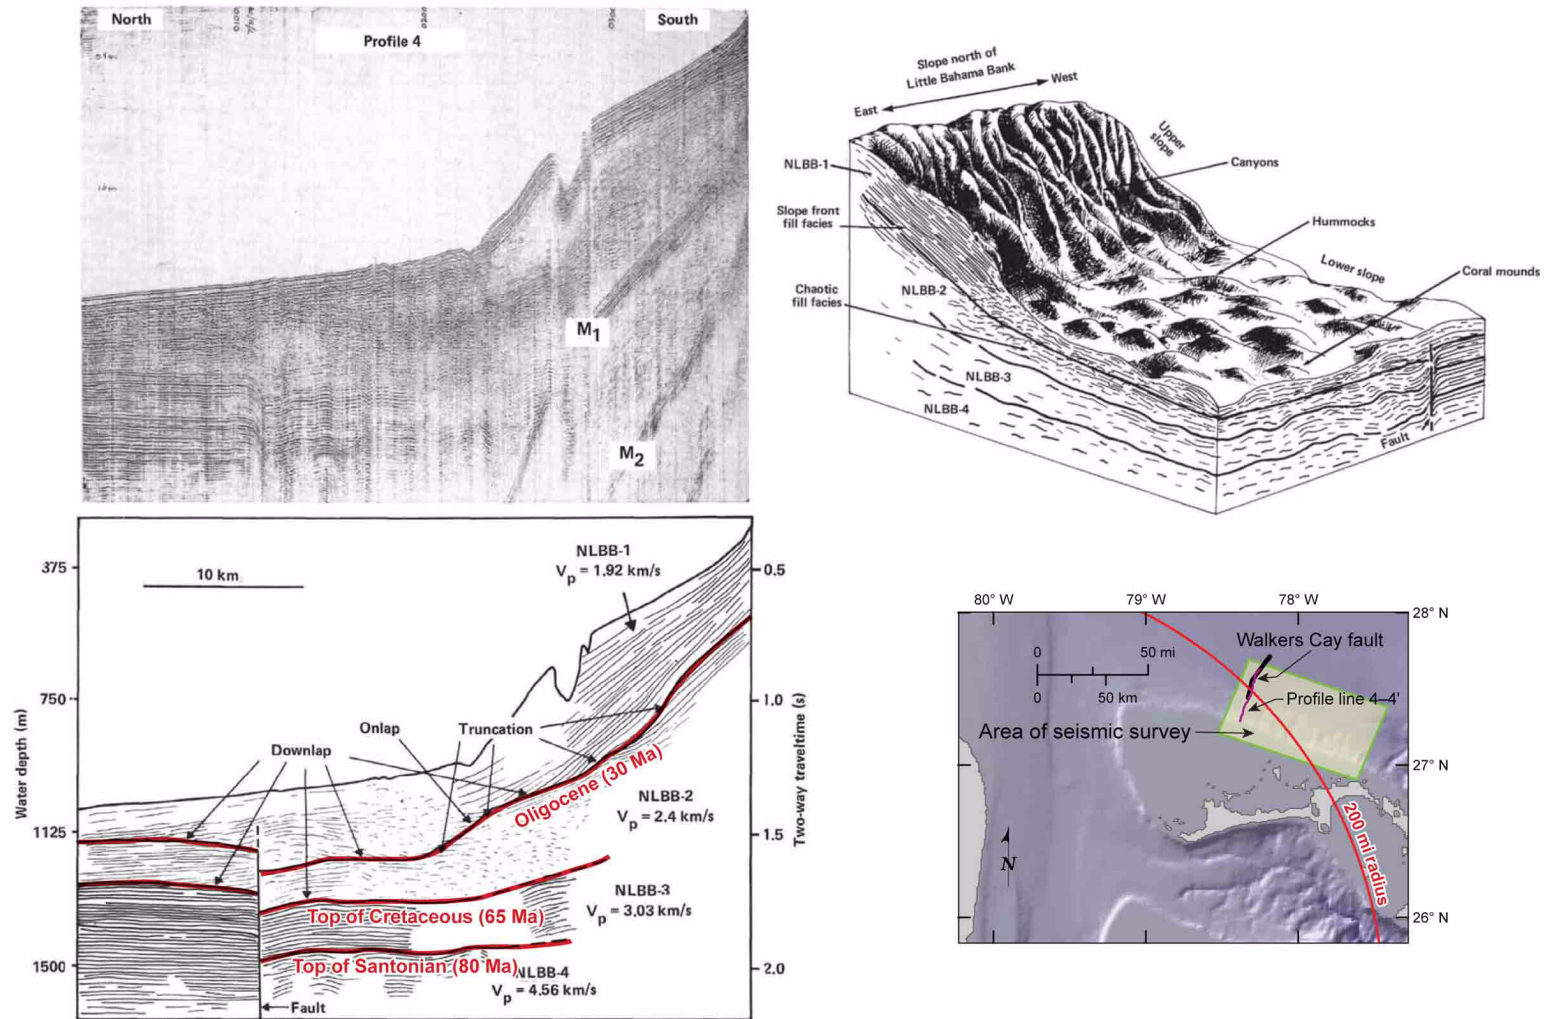 North
South
Profile 4
M1
M2
Slope north of
Little Bahama Bank
East
West
Upper
slope
NLBB-1
Canyons
Slope front
fill facies
Hummocks
Lower slope
Coral mounds
NLBB-2
Chaotic
fill facies
NLBB-3
NLBB-4
Fault
Water depth (m)
375
750
1125
1500
10 km
NLBB-1
Vp = 1.92 km/s
Onlap
Truncation
Downlap
Oligocene (30 Ma)
NLBB-2
Vp = 2.4 km/s
NLBB-3
Vp = 3.03 km/s
Top of Cretaceous (65 Ma)
Top of Santonian (80 Ma)
NLBB-4
Vp = 4.56 km/s
Fault
0.5
1.0
1.5
2.0
Two-way traveltime (s)
80° W
79° W
78° W
28° N
27° N
26° N
0
50 mi
0
50 km
Walkers Cay fault
Profile line 4–4'
Area of seismic survey
200 mi radius
N